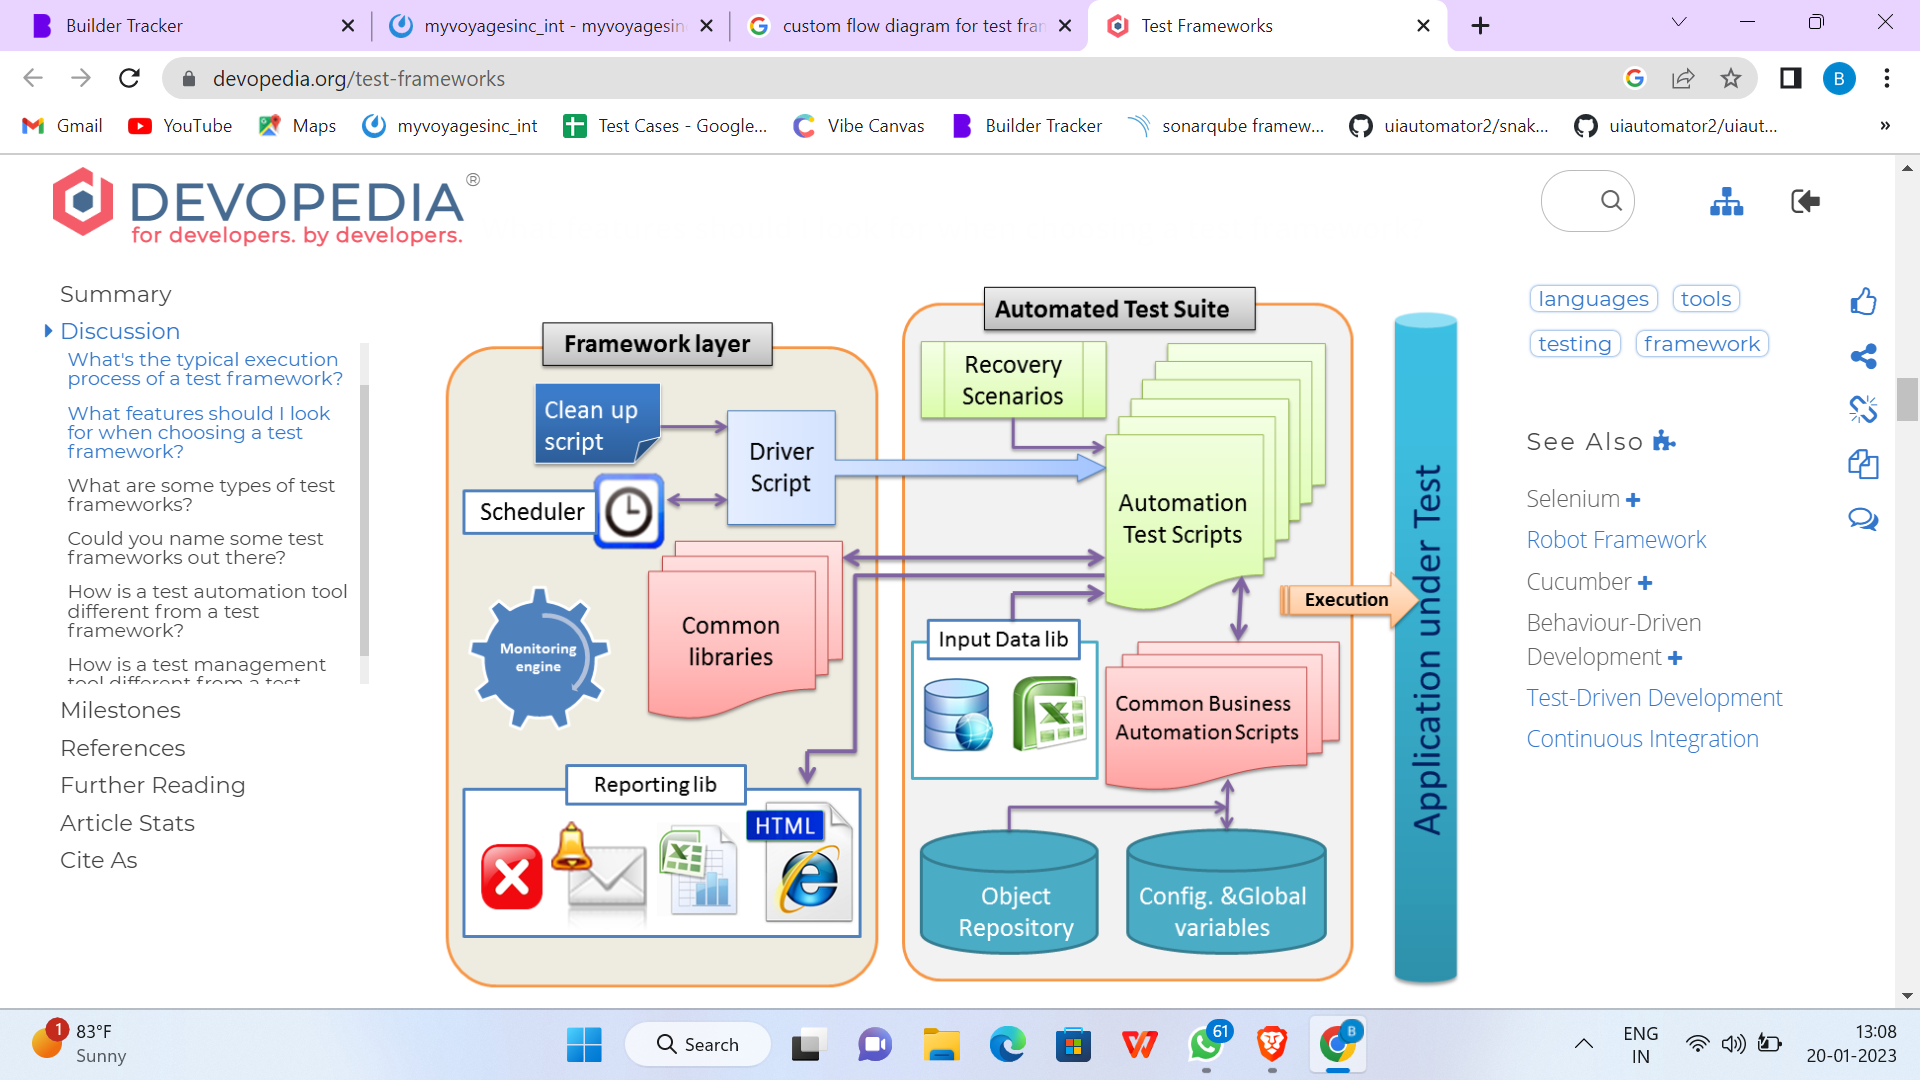 Builder Tracker
myvoyagesinc_int - myvoyagesin
custom flow diagram for test fran
Test Frameworks
devopedia.org/test-frameworks
B
Gmail
YouTube
Maps
myvoyagesinc_int
Test Cases - Google...
Vibe Canvas
Builder Tracker
sonarqube framew...
uiautomator2/snak...
uiautomator2/uiaut...
»
DEVOPEDIA®
for developers. by developers.
Summary
Discussion
What's the typical execution
process of a test framework?
What features should I look
for when choosing a test
framework?
What are some types of test
frameworks?
Could you name some test
frameworks out there?
How is a test automation tool
different from a test
framework?
How is a test management
tool different from a test
Milestones
References
Further Reading
Article Stats
Cite As
Framework layer
Clean up
script
Driver
Script
Scheduler
Common
libraries
Monitoring
engine
Reporting lib
HTML
Automated Test Suite
Recovery
Scenarios
Automation
Test Scripts
Input Data lib
Common Business
Automation Scripts
Object
Repository
Config. &Global
variables
Execution
Application under Test
languages
tools
testing
framework
See Also
Selenium +
Robot Framework
Cucumber +
Behaviour-Driven
Development +
Test-Driven Development
Continuous Integration
1
83°F
Sunny
Search
61
B
ENG
IN
13:08
20-01-2023